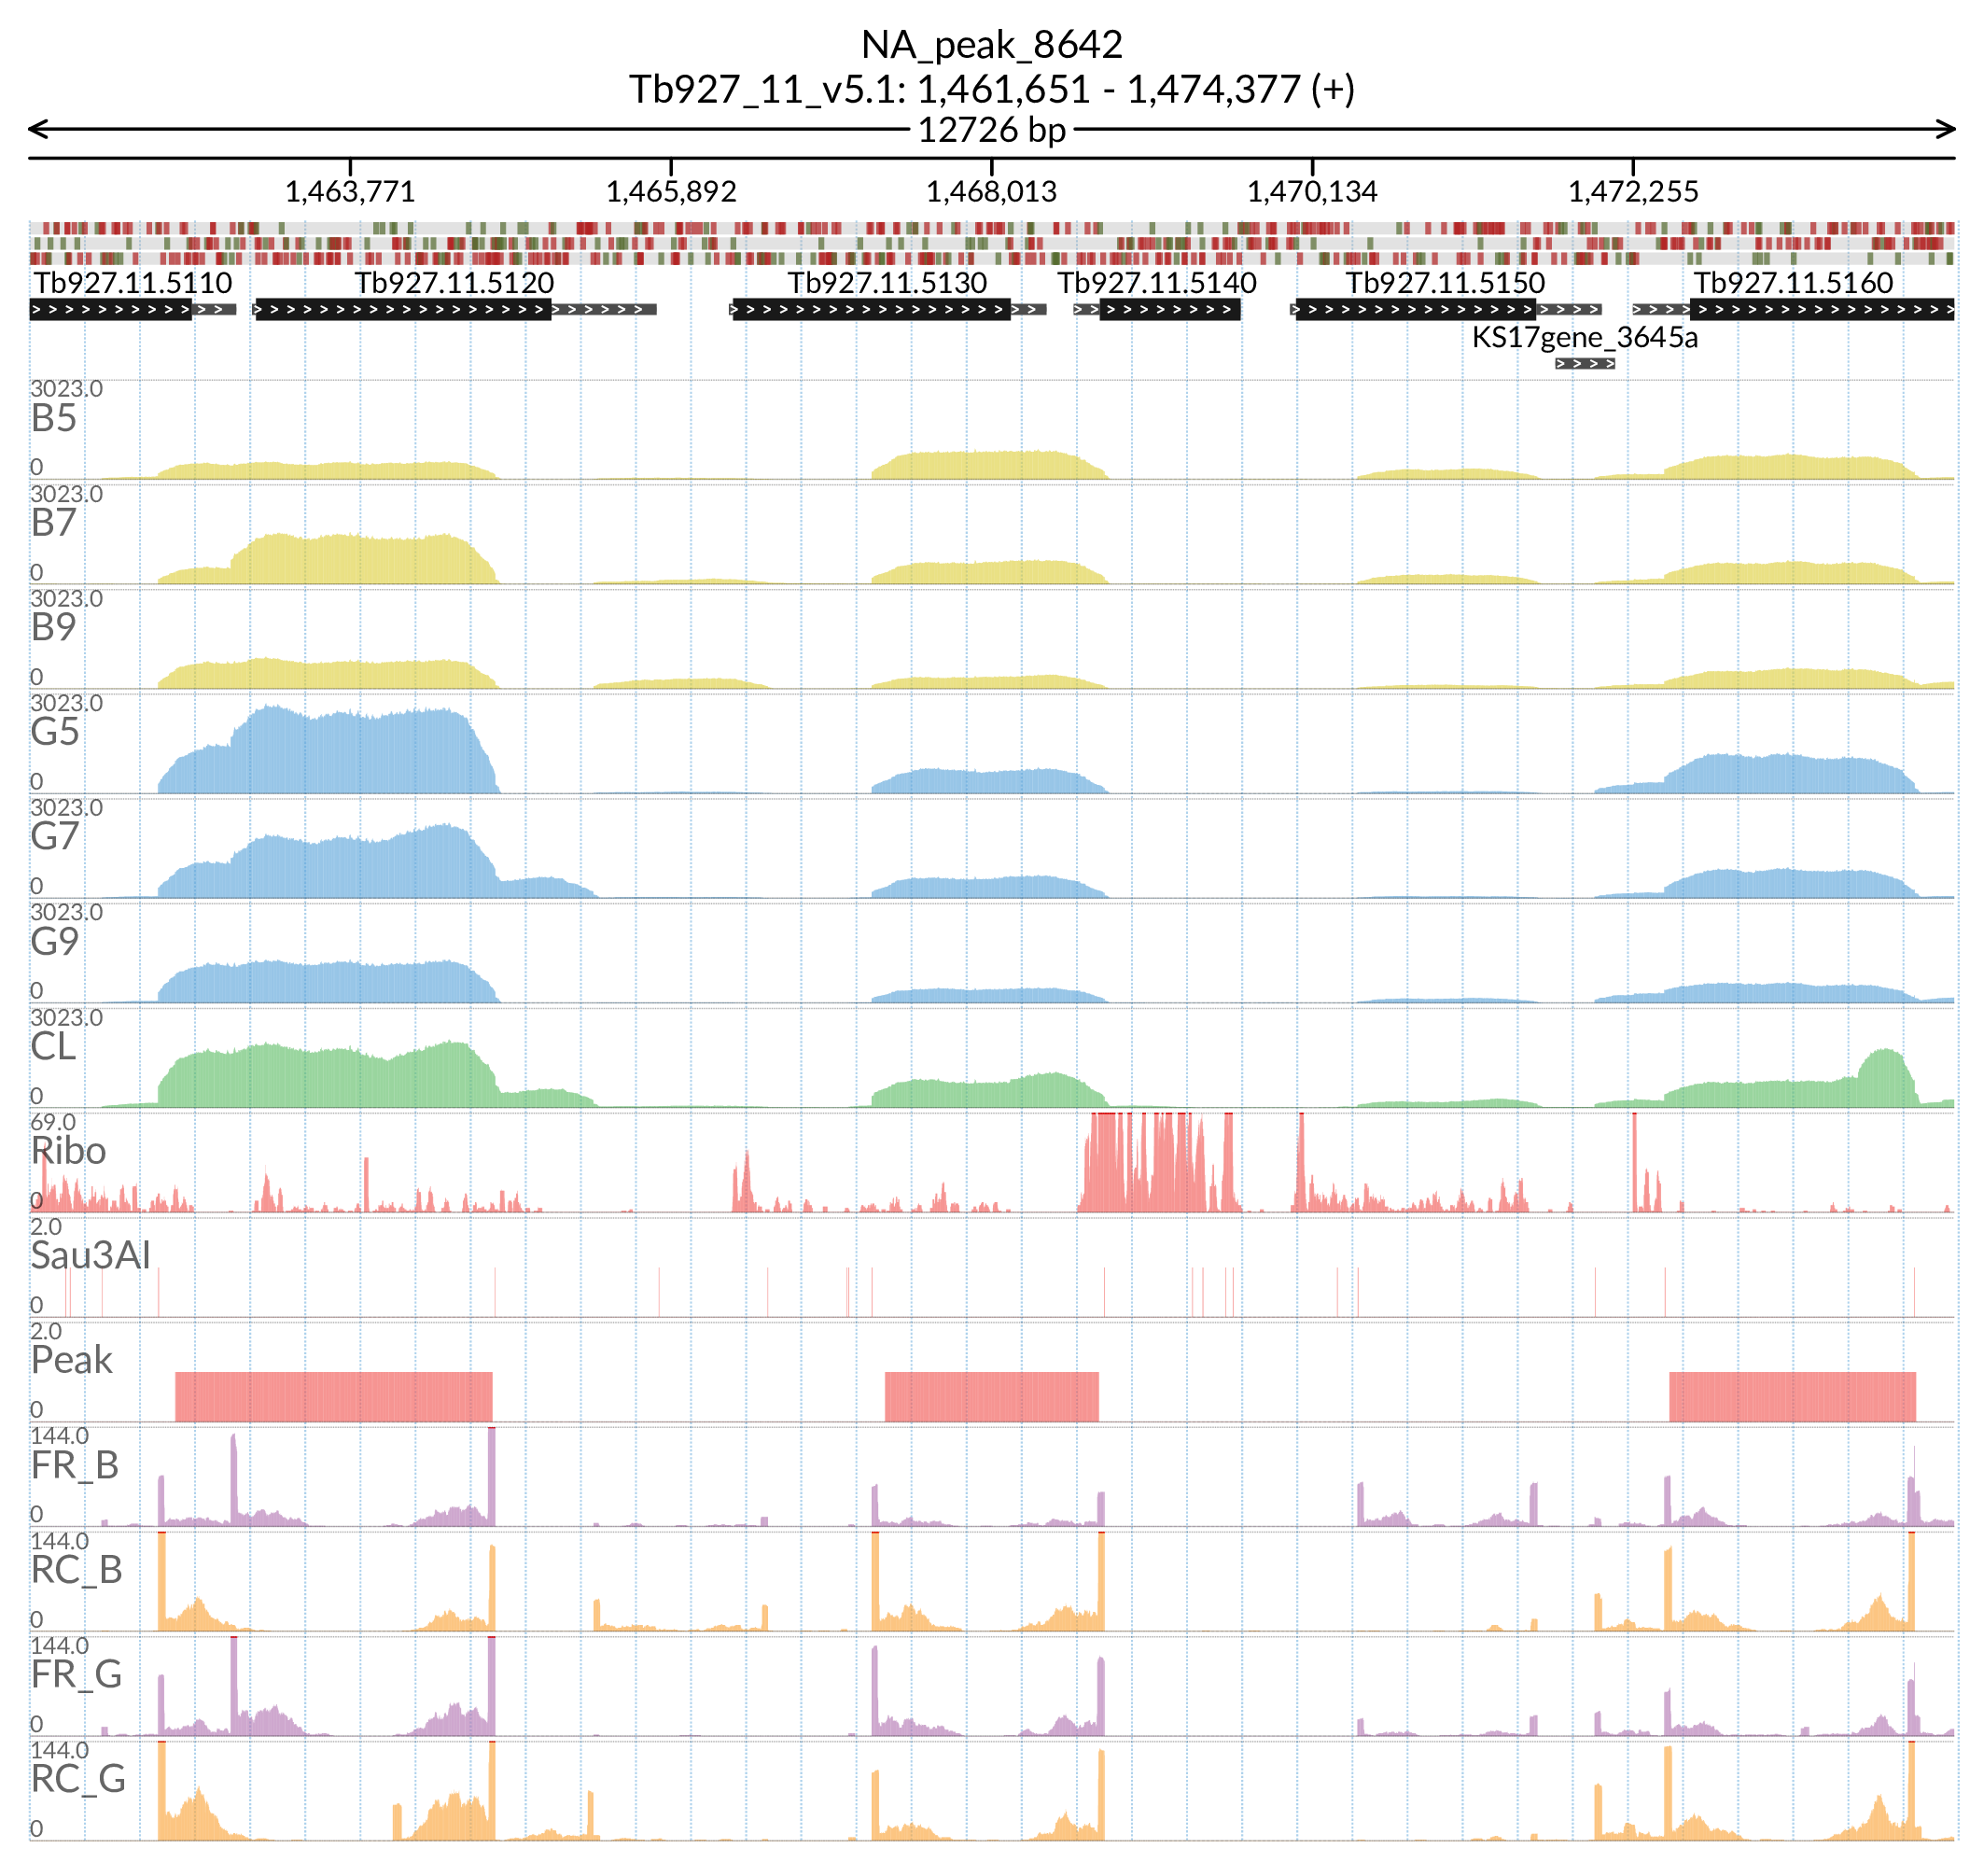 NA_peak_8642
Tb927_11_v5.1: 1,461,651 - 1,474,377 (+)
12726 bp
1,463,771 1,465,892 1,468,013 1,470,134 1,472,255
Tb927.11.5110 Tb927.11.5120 Tb927.11.5130 Tb927.11.5140 Tb927.11.5150 Tb927.11.5160
KS17gene_3645a
3023.0
B5
0
3023.0
B7
0
3023.0
B9
0
3023.0
G5
0
3023.0
G7
0
3023.0
G9
0
3023.0
CL
0
69.0
Ribo
0
2.0
Sau3AI
0
2.0
Peak
0
144.0
FR_B
0
144.0
RC_B
0
144.0
FR_G
0
144.0
RC_G
0